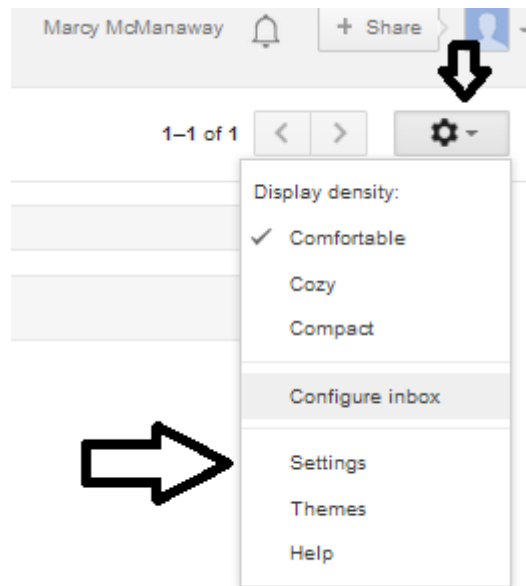 Marcy McManaway + Share
1–1 of 1
Display density:
✓ Comfortable
Cozy
Compact
Configure inbox
Settings
Themes
Help